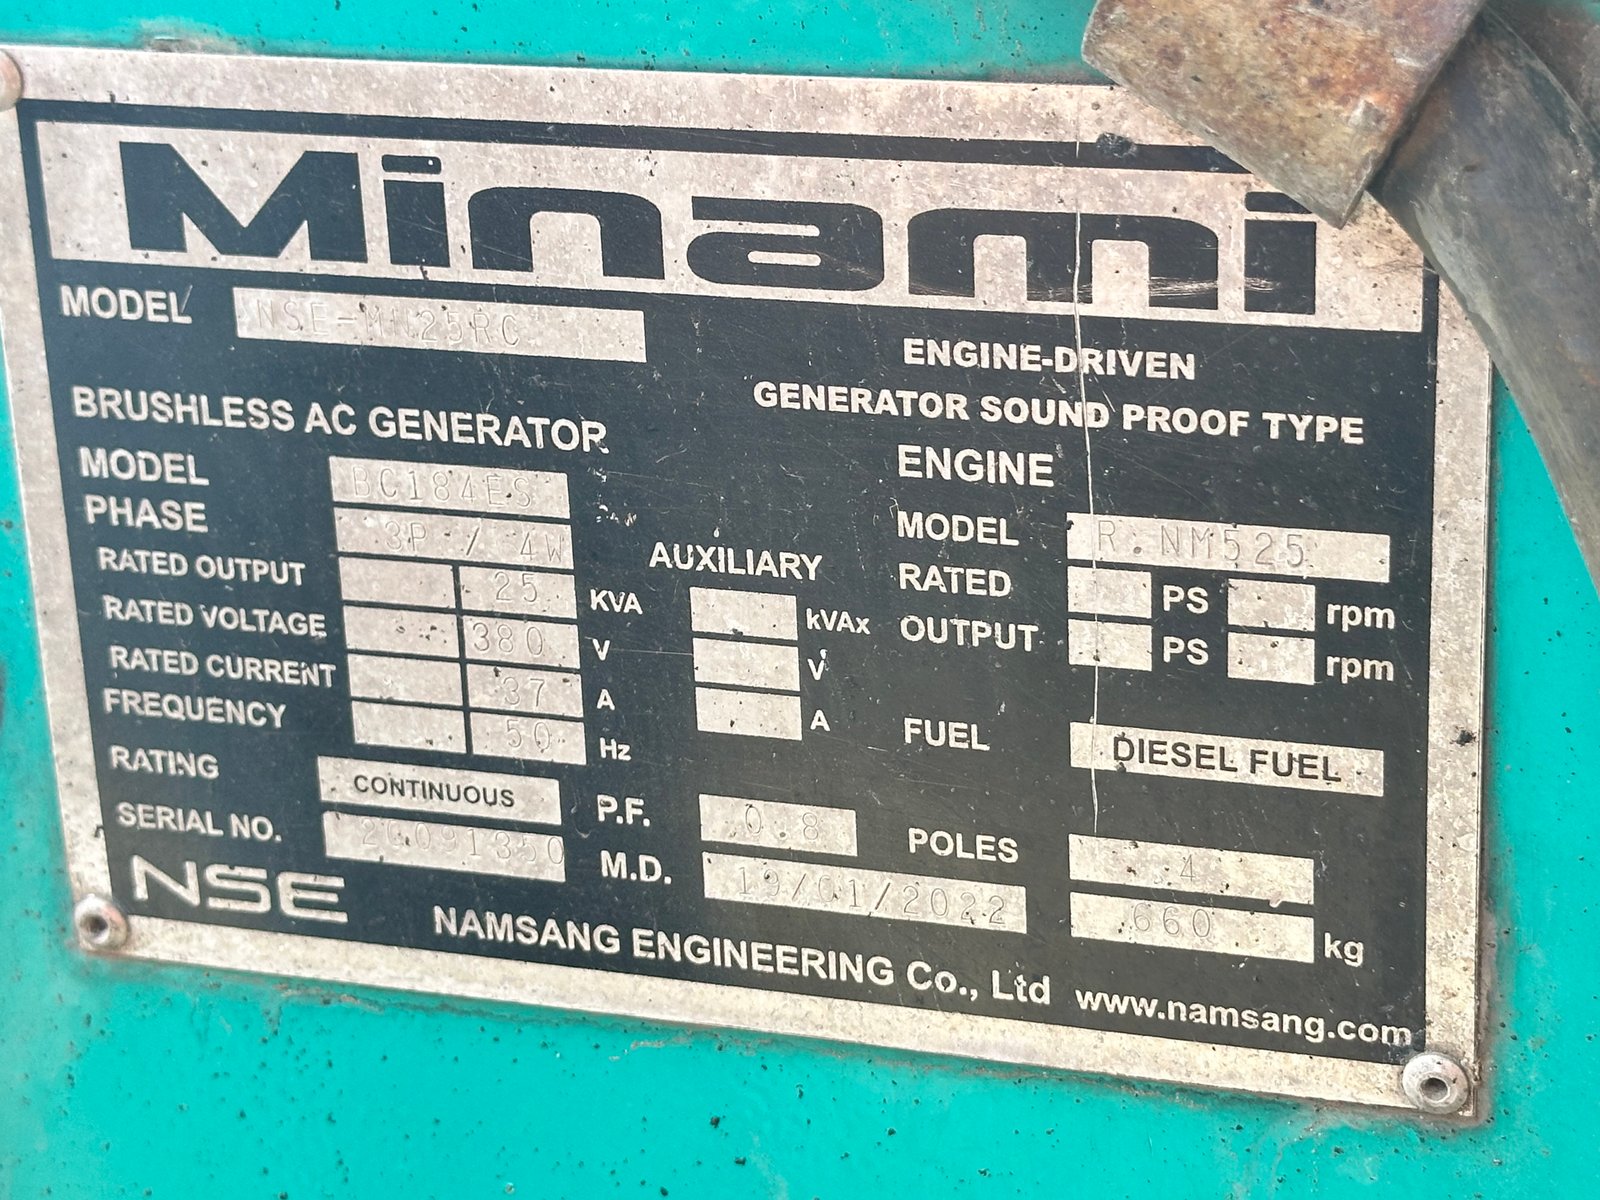 Minami
MODEL NSE-MN25RC
ENGINE-DRIVEN
GENERATOR SOUND PROOF TYPE
BRUSHLESS AC GENERATOR
MODEL BC184ES
PHASE 3P / 4W
RATED OUTPUT 25 KVA
RATED VOLTAGE 380 V
RATED CURRENT 37 A
FREQUENCY 50 Hz
RATING CONTINUOUS
SERIAL NO.
AUXILIARY
kVAx
V
A
P.F. 0.8
M.D. 19/01/2022
ENGINE
MODEL R NM525
RATED PS rpm
OUTPUT PS rpm
FUEL DIESEL FUEL
POLES 4
660 kg
NSE
NAMSANG ENGINEERING Co., Ltd www.namsang.com